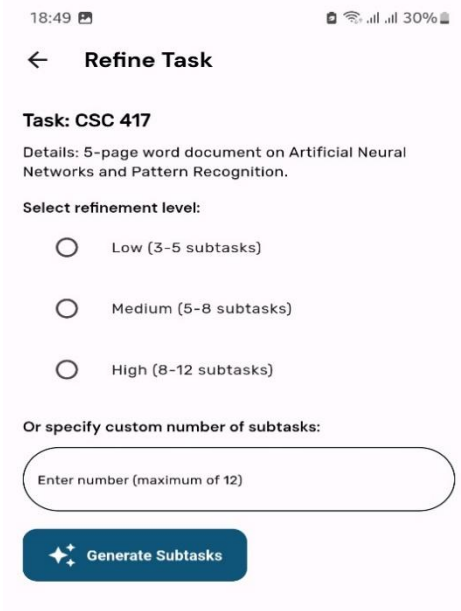 18:49 30%
Refine Task
Task: CSC 417
Details: 5-page word document on Artificial Neural
Networks and Pattern Recognition.
Select refinement level:
Low (3-5 subtasks)
Medium (5-8 subtasks)
High (8-12 subtasks)
Or specify custom number of subtasks:
Enter number (maximum of 12)
Generate Subtasks